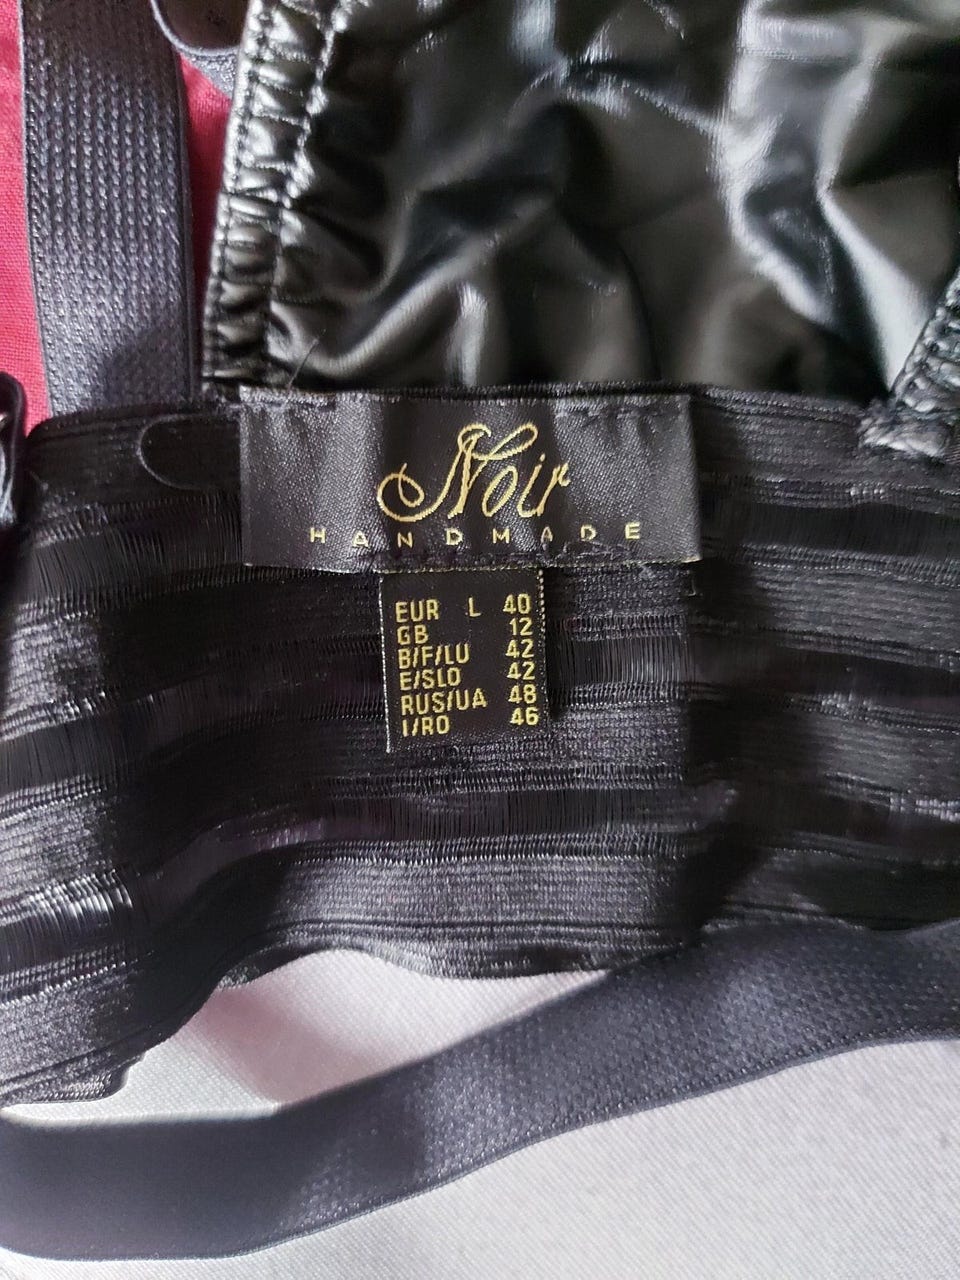 Noir
HANDMADE
EUR L 40
GB 12
B/F/LU 42
E/SLO 42
RUS/UA 48
I/RO 46